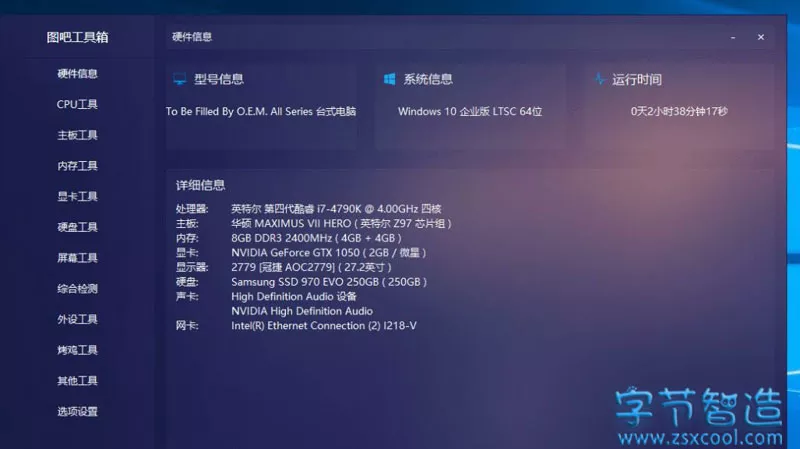 图吧工具箱
硬件信息
CPU工具
主板工具
内存工具
显卡工具
硬盘工具
屏幕工具
综合检测
外设工具
烤鸡工具
其他工具
选项设置
硬件信息
型号信息
To Be Filled By O.E.M. All Series 台式电脑
系统信息
Windows 10 企业版 LTSC 64位
运行时间
0天2小时38分钟17秒
详细信息
处理器: 英特尔 第四代酷睿 i7-4790K @ 4.00GHz 四核
主板: 华硕 MAXIMUS VII HERO ( 英特尔 Z97 芯片组 )
内存: 8GB DDR3 2400MHz ( 4GB + 4GB )
显卡: NVIDIA GeForce GTX 1050 ( 2GB / 微星 )
显示器: 2779 [冠捷 AOC2779] ( 27.2英寸 )
硬盘: Samsung SSD 970 EVO 250GB ( 250GB )
声卡: High Definition Audio 设备
NVIDIA High Definition Audio
网卡: Intel(R) Ethernet Connection (2) I218-V
字节智造
www.zsxcool.com